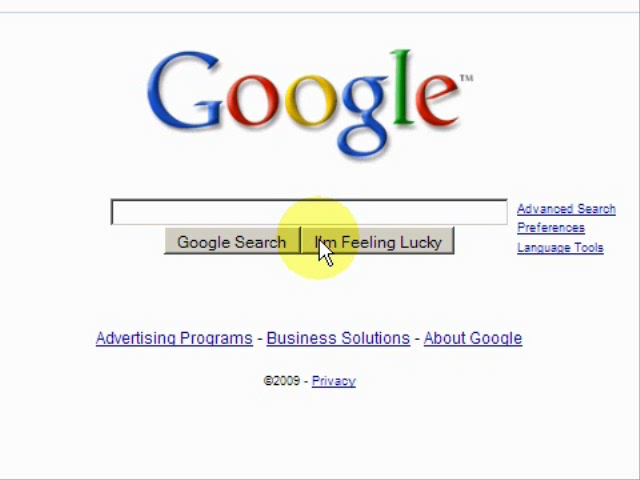 Google™
Advanced Search
Preferences
Language Tools
Google Search
I'm Feeling Lucky
Advertising Programs - Business Solutions - About Google
©2009 - Privacy